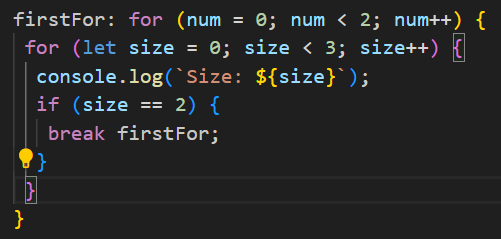 firstFor: for (num = 0; num < 2; num++) {
for (let size = 0; size < 3; size++) {
console.log(`Size: ${size}`);
if (size == 2) {
break firstFor;
}
}
}